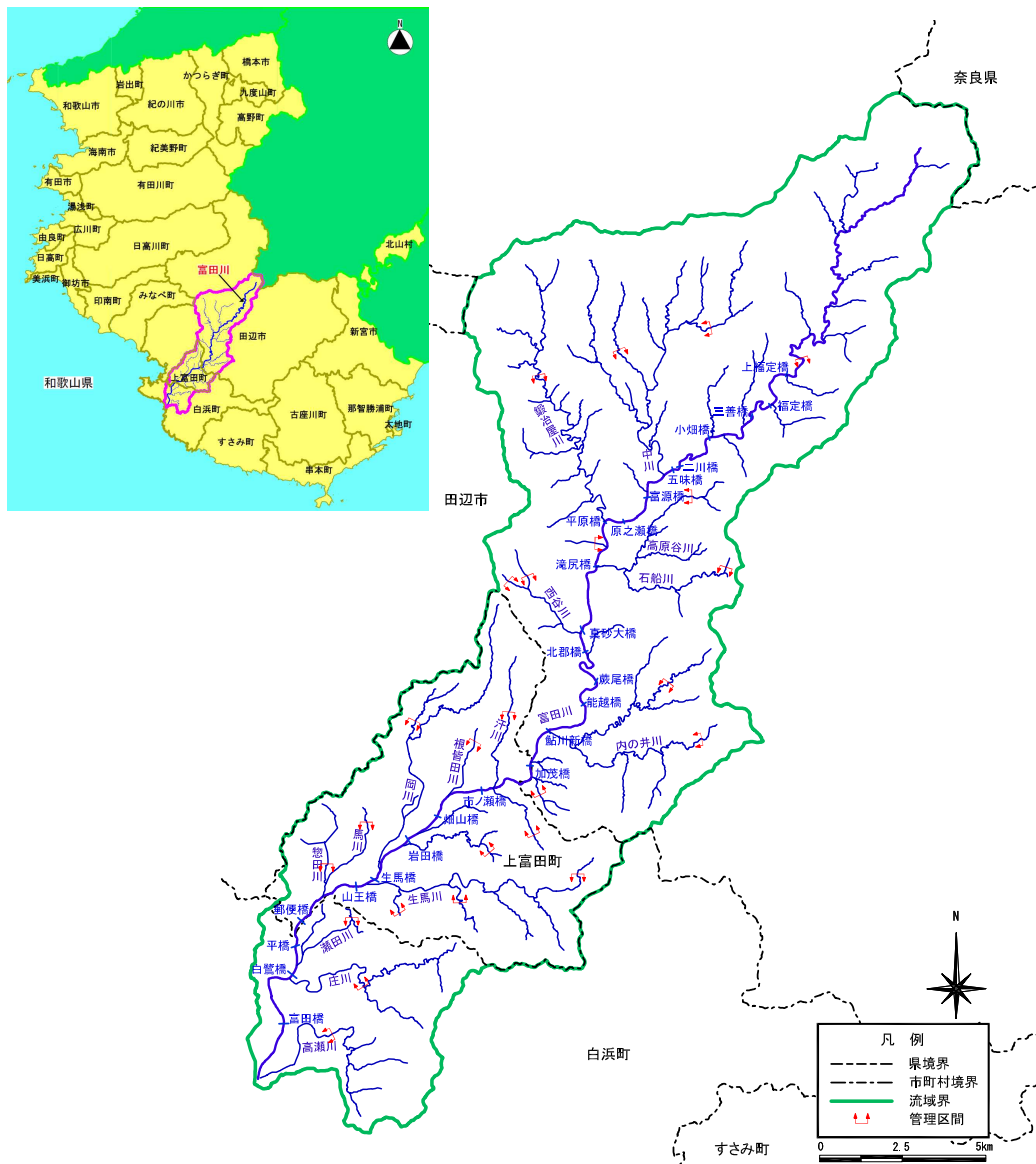 橋本市
かつらぎ町
岩出町
九度山町
和歌山市
紀の川市
高野町
海南市
紀美野町
有田市
有田川町
湯浅町
広川町
由良町
日高川町
北山村
日高町
富田川
美浜町
御坊市
みなべ町
印南町
新宮市
田辺市
和歌山県
上富田町
白浜町
那智勝浦町
古座川町
太地町
すさみ町
串本町
奈良県
上福定橋
福定橋
三善橋
鍛冶屋川
小畑橋
中川
二川橋
五味橋
田辺市
富源橋
平原橋
原之瀬橋
高原谷川
滝尻橋
石船川
西谷川
真砂大橋
北郡橋
蕨尾橋
能越橋
富田川
汗川
鮎川新橋
内の井川
根皆田川
加茂橋
岡川
市ノ瀬橋
畑山橋
馬川
岩田橋
上富田町
惣田川
生馬橋
山王橋
生馬川
郵便橋
平橋
瀬田川
白鷺橋
庄川
富田橋
高瀬川
白浜町
すさみ町
N
凡 例
県境界
市町村境界
流域界
管理区間
0 2.5 5km